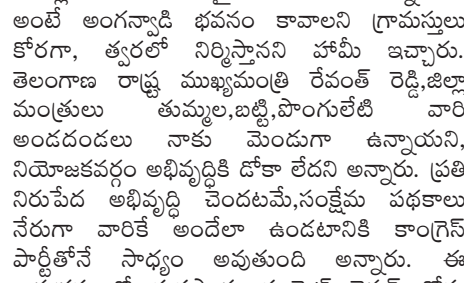 అంటే అంగన్వాడి భవనం కావాలని గ్రామస్తులు
కోరగా, త్వరలో నిర్మిస్తానని హామీ ఇచ్చారు.
తెలంగాణ రాష్ట్ర ముఖ్యమంత్రి రేవంత్ రెడ్డి,జిల్లా
మంత్రులు తుమ్మల,బట్టి,పొంగులేటి వారి
అండదండలు నాకు మెండుగా ఉన్నాయని,
నియోజకవర్గం అభివృద్ధికి డోకా లేదని అన్నారు. ప్రతి
నిరుపేద అభివృద్ధి చెందటమే,సంక్షేమ పథకాలు
నేరుగా వారికే అందేలా ఉండటానికి కాంగ్రెస్
పార్టీతోనే సాధ్యం అవుతుంది అన్నారు. ఈ